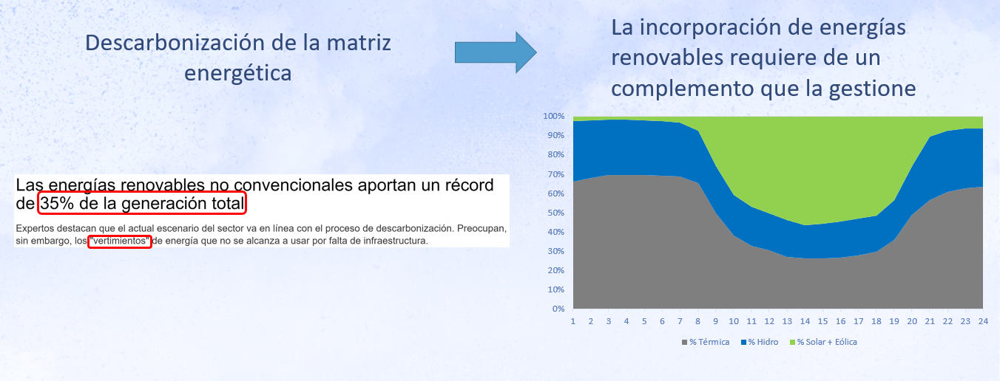 Descarbonización de la matriz
energética
La incorporación de energías
renovables requiere de un
complemento que la gestione
Las energías renovables no convencionales aportan un récord
de 35% de la generación total
Expertos destacan que el actual escenario del sector va en línea con el proceso de descarbonización. Preocupan,
sin embargo, los "vertimientos" de energía que no se alcanza a usar por falta de infraestructura.
100%
90%
80%
70%
60%
50%
40%
30%
20%
10%
0%
1 2 3 4 5 6 7 8 9 10 11 12 13 14 15 16 17 18 19 20 21 22 23 24
% Térmica % Hidro % Solar + Eólica